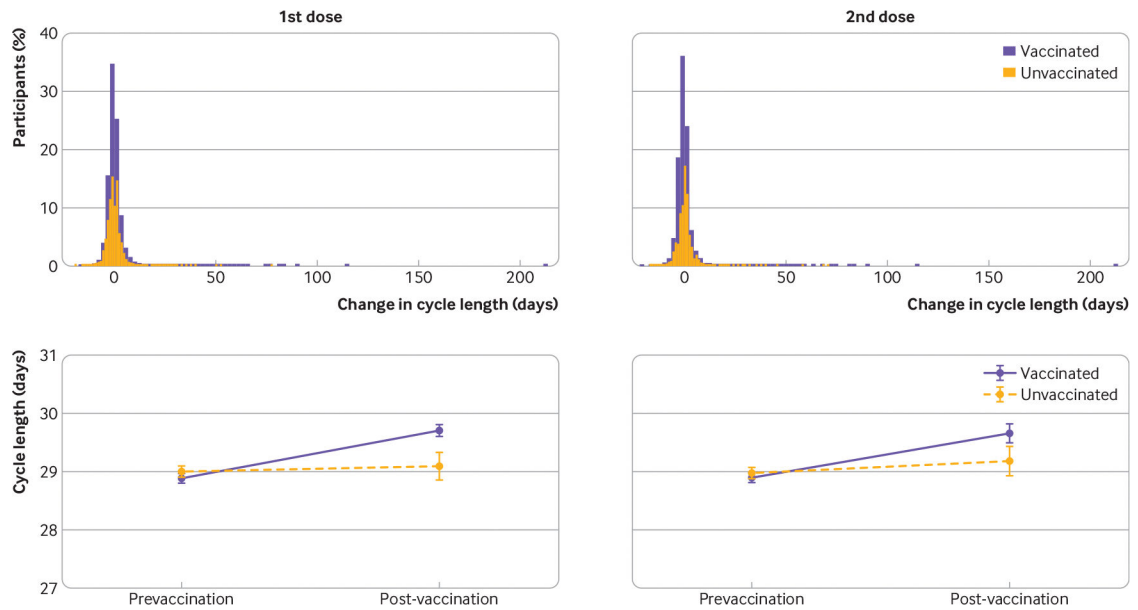 1st dose
2nd dose
Participants (%)
40
30
20
10
0
0
50
100
150
200
Change in cycle length (days)
Vaccinated
Unvaccinated
0
50
100
150
200
Change in cycle length (days)
Cycle length (days)
31
30
29
28
27
Prevaccination
Post-vaccination
Vaccinated
Unvaccinated
Prevaccination
Post-vaccination